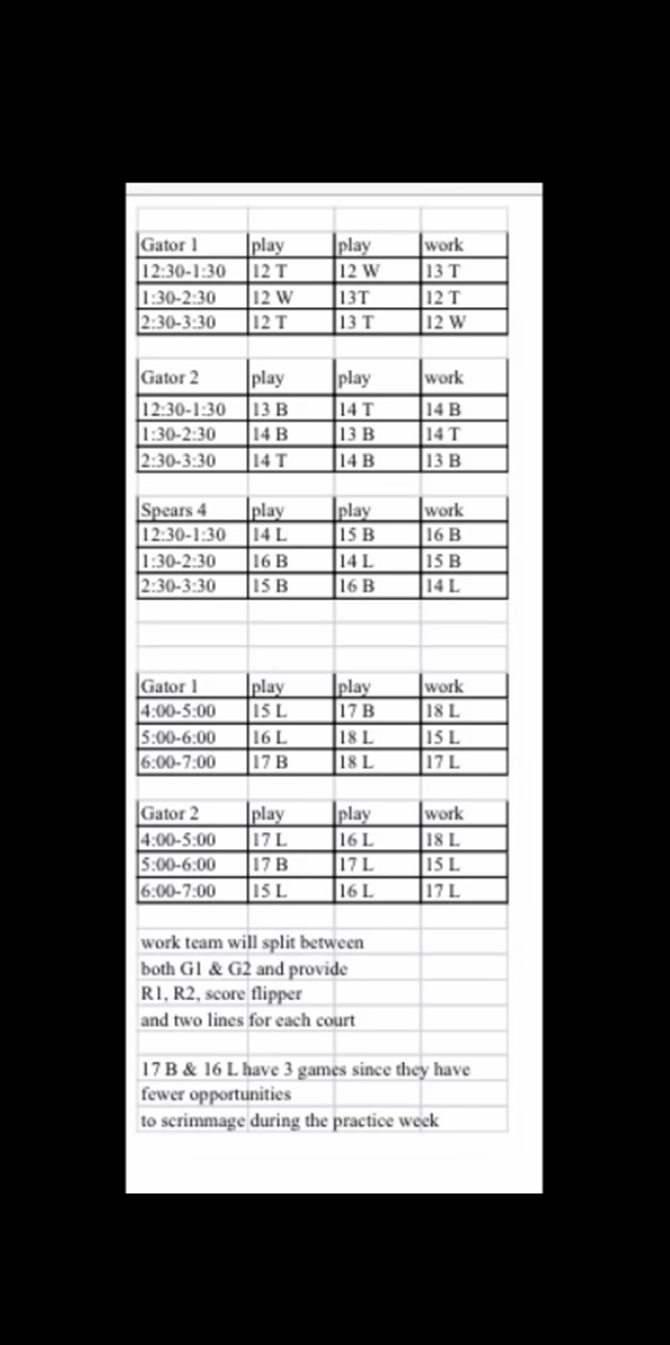 Gator 1 play play work
12:30-1:30 12 T 12 W 13 T
1:30-2:30 12 W 13T 12 T
2:30-3:30 12 T 13 T 12 W
Gator 2 play play work
12:30-1:30 13 B 14 T 14 B
1:30-2:30 14 B 13 B 14 T
2:30-3:30 14 T 14 B 13 B
Spears 4 play play work
12:30-1:30 14 L 15 B 16 B
1:30-2:30 16 B 14 L 15 B
2:30-3:30 15 B 16 B 14 L
Gator 1 play play work
4:00-5:00 15 L 17 B 18 L
5:00-6:00 16 L 18 L 15 L
6:00-7:00 17 B 18 L 17 L
Gator 2 play play work
4:00-5:00 17 L 16 L 18 L
5:00-6:00 17 B 17 L 15 L
6:00-7:00 15 L 16 L 17 L
work team will split between
both G1 & G2 and provide
R1, R2, score flipper
and two lines for each court
17 B & 16 L have 3 games since they have
fewer opportunities
to scrimmage during the practice week